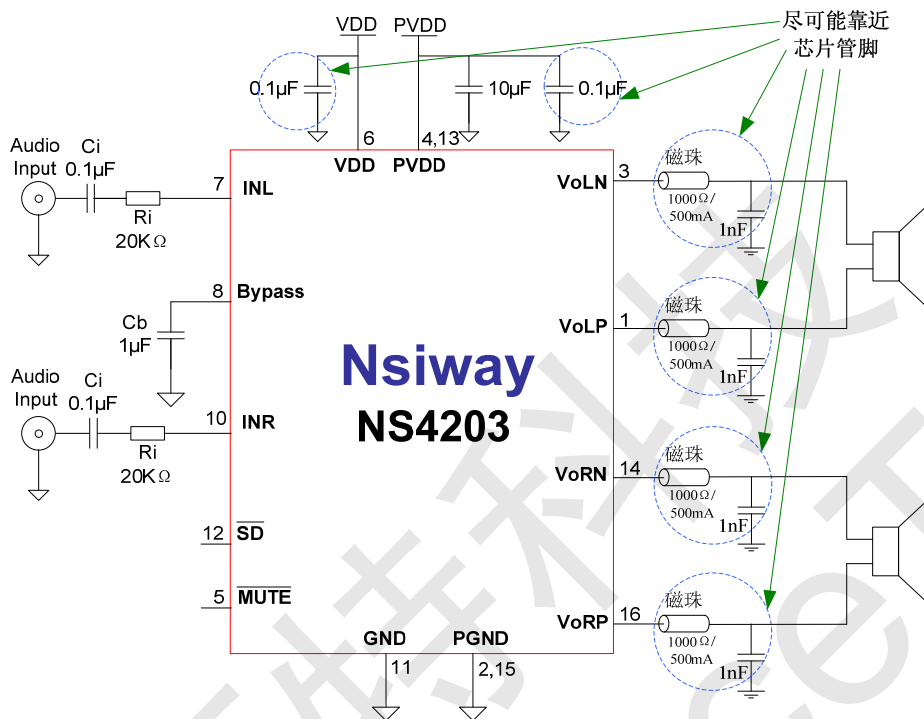 VDD
PVDD
尽可能靠近
芯片管脚
0.1µF
10µF
0.1µF
6
4,13
VDD
PVDD
Audio
Input
Ci
0.1µF
7
INL
Ri
20KΩ
8
Bypass
Cb
1µF
Audio
Input
Ci
0.1µF
10
INR
Ri
20KΩ
12
SD
5
MUTE
GND
11
PGND
2,15
Nsiway
NS4203
VoLN
3
磁珠
1000Ω/
500mA
1nF
VoLP
1
磁珠
1000Ω/
500mA
1nF
VoRN
14
磁珠
1000Ω/
500mA
1nF
VoRP
16
磁珠
1000Ω/
500mA
1nF
特科技